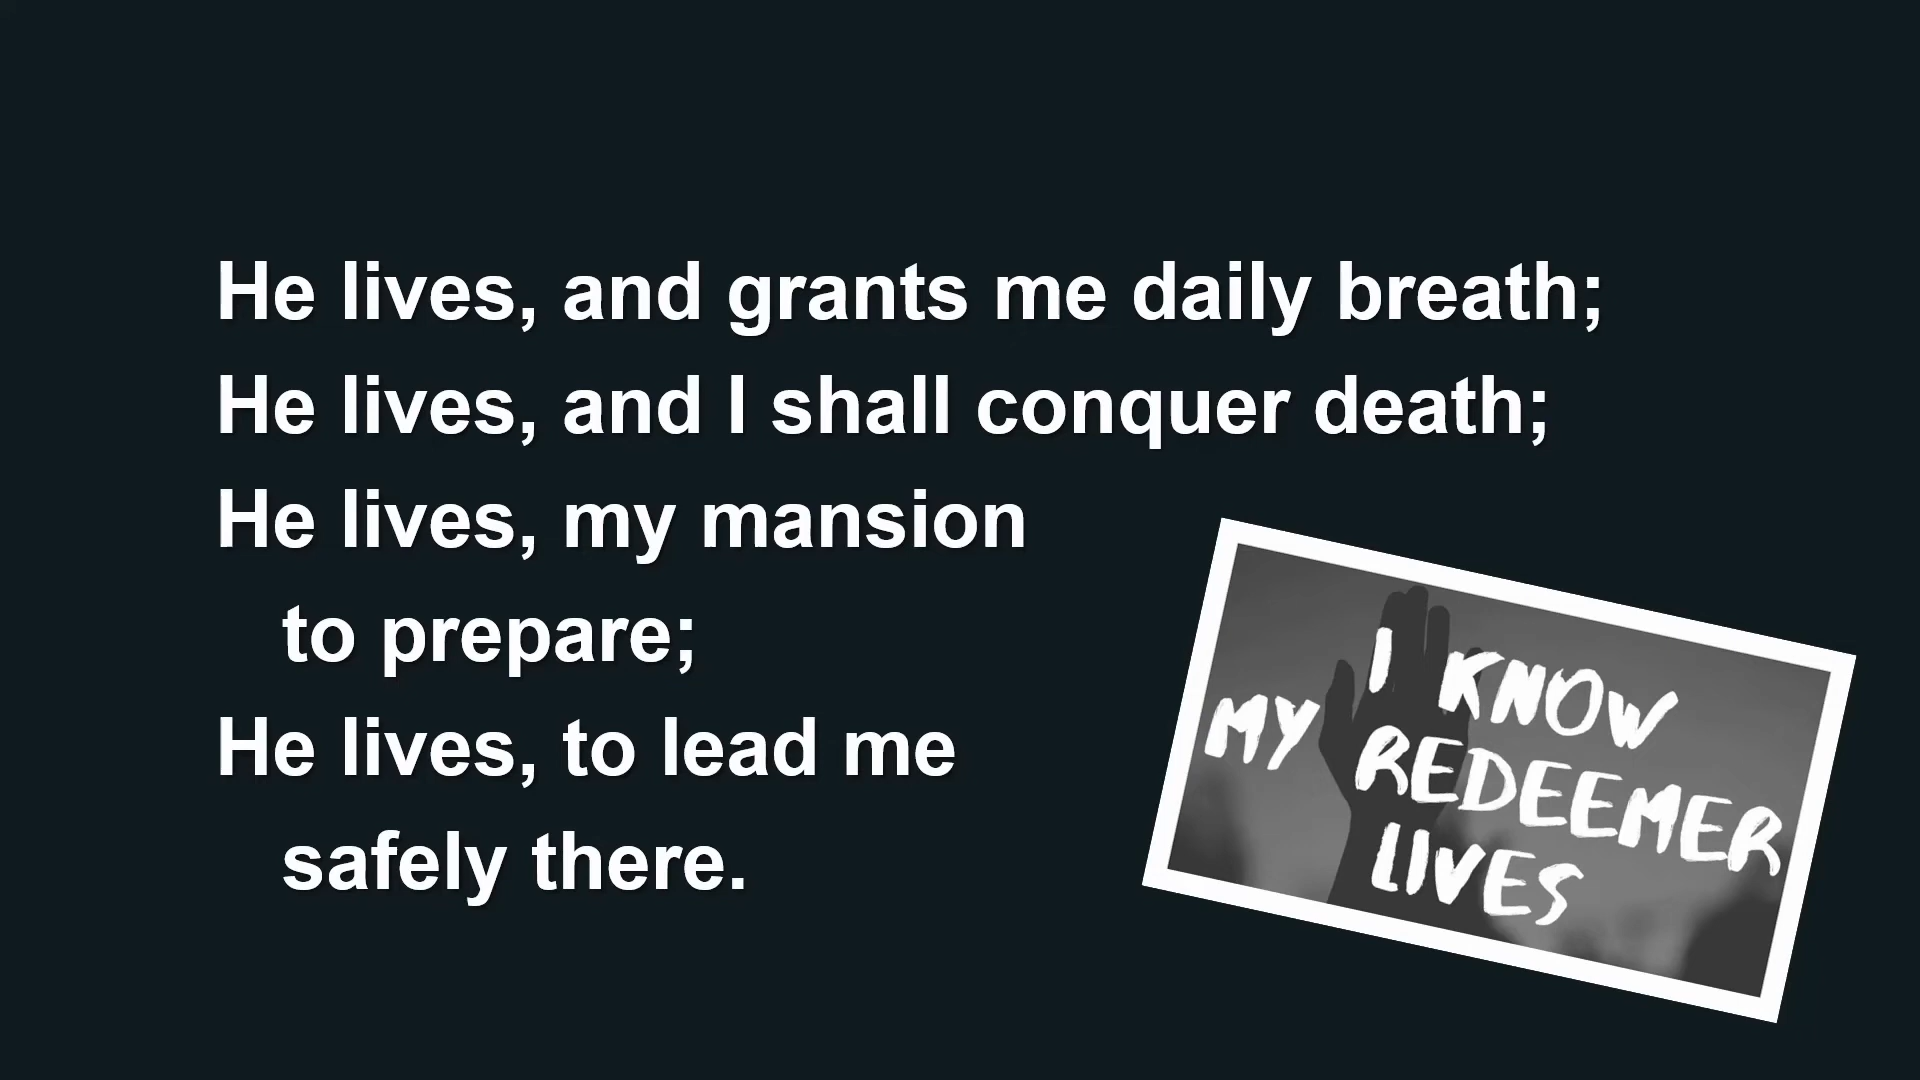 He lives, and grants me daily breath;
He lives, and I shall conquer death;
He lives, my mansion
to prepare;
He lives, to lead me
safely there.
I KNOW
MY REDEEMER
LIVES